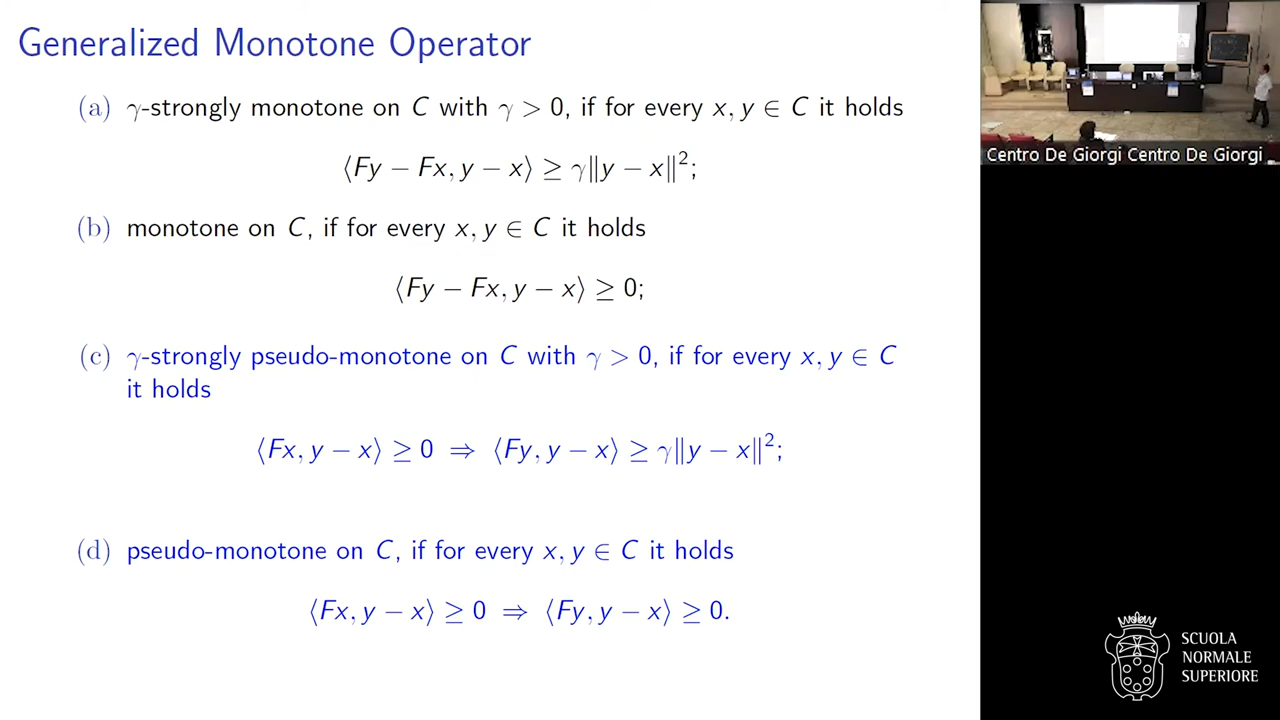 Generalized Monotone Operator
(a) γ-strongly monotone on C with γ > 0, if for every x, y ∈ C it holds
⟨Fy − Fx, y − x⟩ ≥ γ‖y − x‖²;
(b) monotone on C, if for every x, y ∈ C it holds
⟨Fy − Fx, y − x⟩ ≥ 0;
(c) γ-strongly pseudo-monotone on C with γ > 0, if for every x, y ∈ C
it holds
⟨Fx, y − x⟩ ≥ 0 ⇒ ⟨Fy, y − x⟩ ≥ γ‖y − x‖²;
(d) pseudo-monotone on C, if for every x, y ∈ C it holds
⟨Fx, y − x⟩ ≥ 0 ⇒ ⟨Fy, y − x⟩ ≥ 0.
Centro De Giorgi Centro De Giorgi
SCUOLA
NORMALE
SUPERIORE